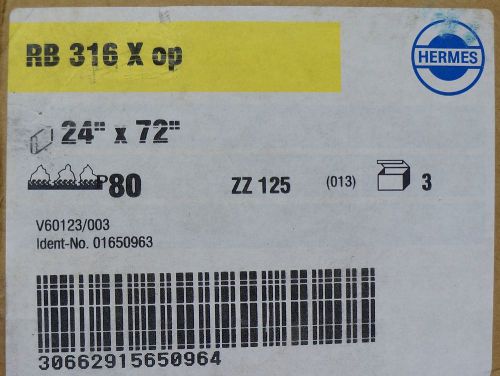 RB 316 X op
HERMES
24" x 72"
P80 ZZ 125 (013) 3
V60123/003
Ident-No. 01650963
30662915650964